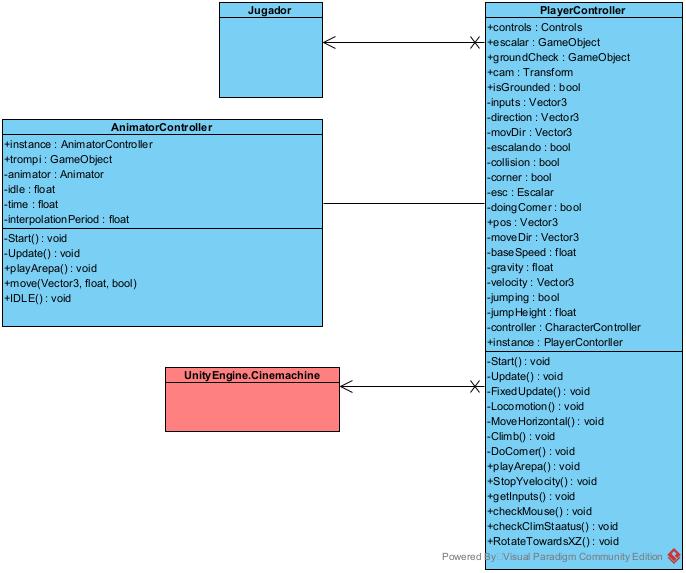 Jugador
PlayerController
+controls : Controls
+escalar : GameObject
+groundCheck : GameObject
+cam : Transform
+isGrounded : bool
-inputs : Vector3
-direction : Vector3
-movDir : Vector3
-escalando : bool
-collision : bool
-corner : bool
-esc : Escalar
-doingCorner : bool
+pos : Vector3
-moveDir : Vector3
-baseSpeed : float
-gravity : float
-velocity : Vector3
-jumping : bool
-jumpHeight : float
-controller : CharacterController
+instance : PlayerContorller
-Start() : void
-Update() : void
-FixedUpdate() : void
-Locomotion() : void
-MoveHorizontal() : void
-Climb() : void
-DoCorner() : void
+playArepa() : void
+StopYvelocity() : void
+getInputs() : void
+checkMouse() : void
+checkClimStaatus() : void
+RotateTowardsXZ() : void
AnimatorController
+instance : AnimatorController
+trompi : GameObject
-animator : Animator
-idle : float
-time : float
-interpolationPeriod : float
-Start() : void
-Update() : void
+playArepa() : void
+move(Vector3, float, bool)
+IDLE() : void
UnityEngine.Cinemachine
Powered By Visual Paradigm Community Edition